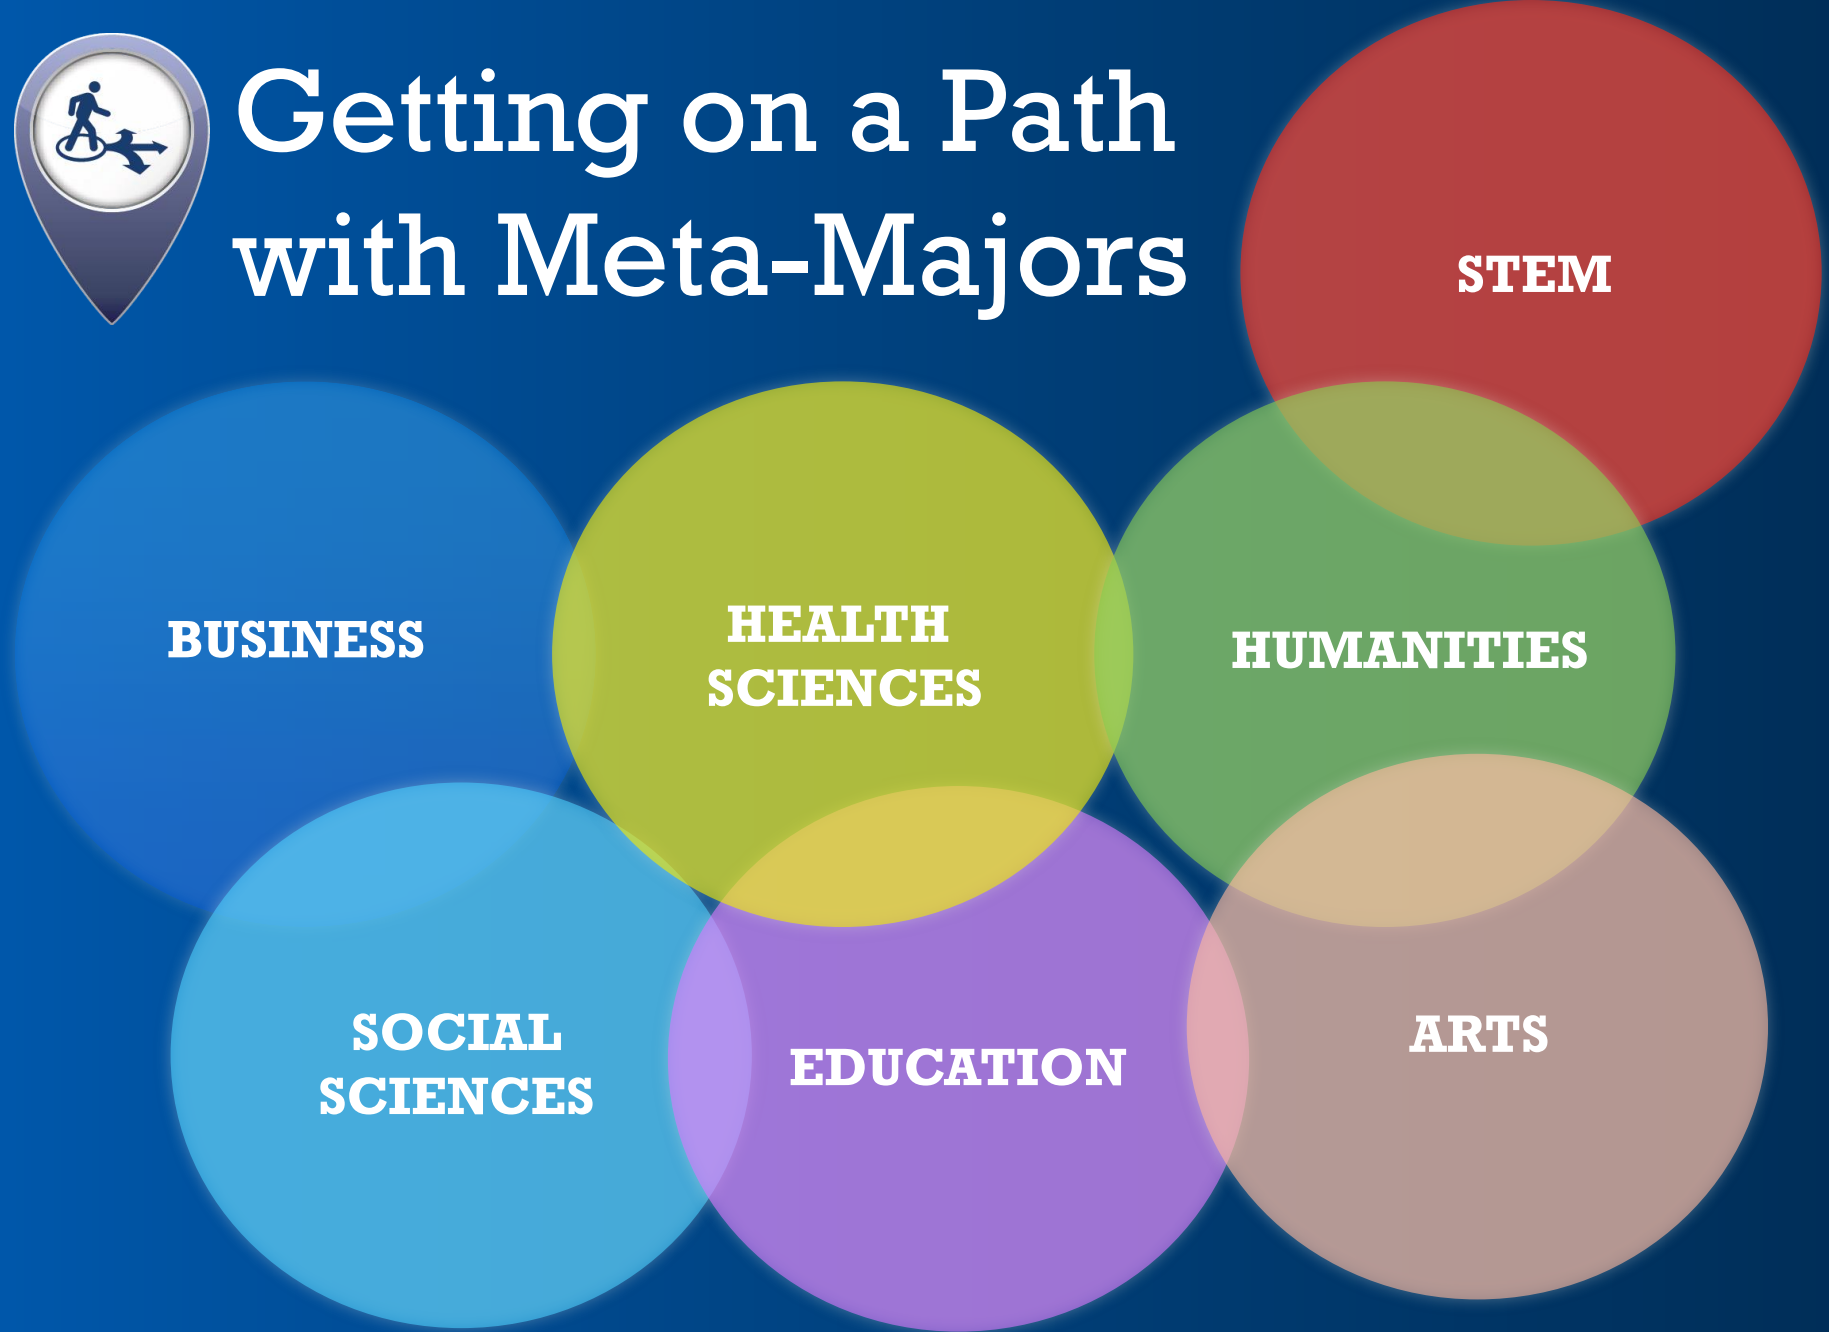 Getting on a Path
with Meta-Majors
STEM
BUSINESS
HEALTH
SCIENCES
HUMANITIES
SOCIAL
SCIENCES
EDUCATION
ARTS